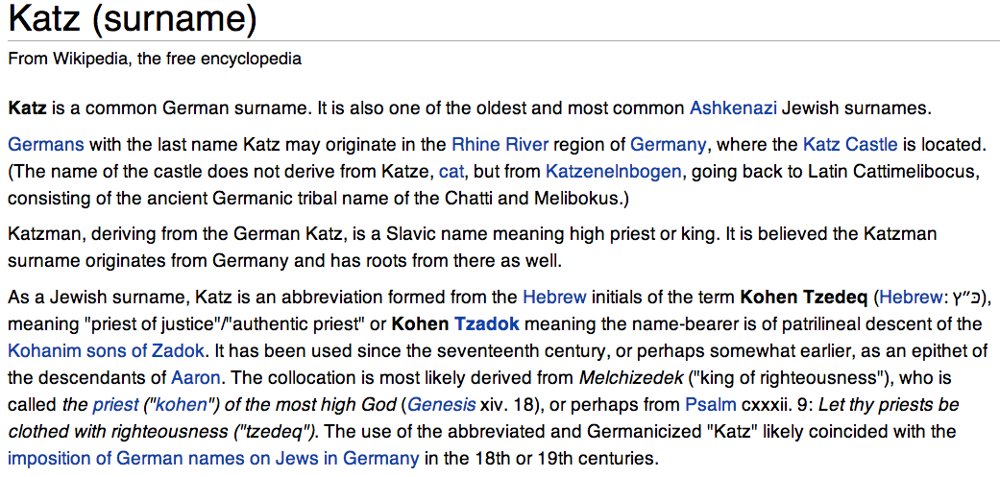 Katz (surname)
From Wikipedia, the free encyclopedia
Katz is a common German surname. It is also one of the oldest and most common Ashkenazi Jewish surnames.
Germans with the last name Katz may originate in the Rhine River region of Germany, where the Katz Castle is located.
(The name of the castle does not derive from Katze, cat, but from Katzenelnbogen, going back to Latin Cattimelibocus,
consisting of the ancient Germanic tribal name of the Chatti and Melibokus.)
Katzman, deriving from the German Katz, is a Slavic name meaning high priest or king. It is believed the Katzman
surname originates from Germany and has roots from there as well.
As a Jewish surname, Katz is an abbreviation formed from the Hebrew initials of the term Kohen Tzedeq (Hebrew: כּ״ץ),
meaning "priest of justice"/"authentic priest" or Kohen Tzadok meaning the name-bearer is of patrilineal descent of the
Kohanim sons of Zadok. It has been used since the seventeenth century, or perhaps somewhat earlier, as an epithet of
the descendants of Aaron. The collocation is most likely derived from Melchizedek ("king of righteousness"), who is
called the priest ("kohen") of the most high God (Genesis xiv. 18), or perhaps from Psalm cxxxii. 9: Let thy priests be
clothed with righteousness ("tzedeq"). The use of the abbreviated and Germanicized "Katz" likely coincided with the
imposition of German names on Jews in Germany in the 18th or 19th centuries.